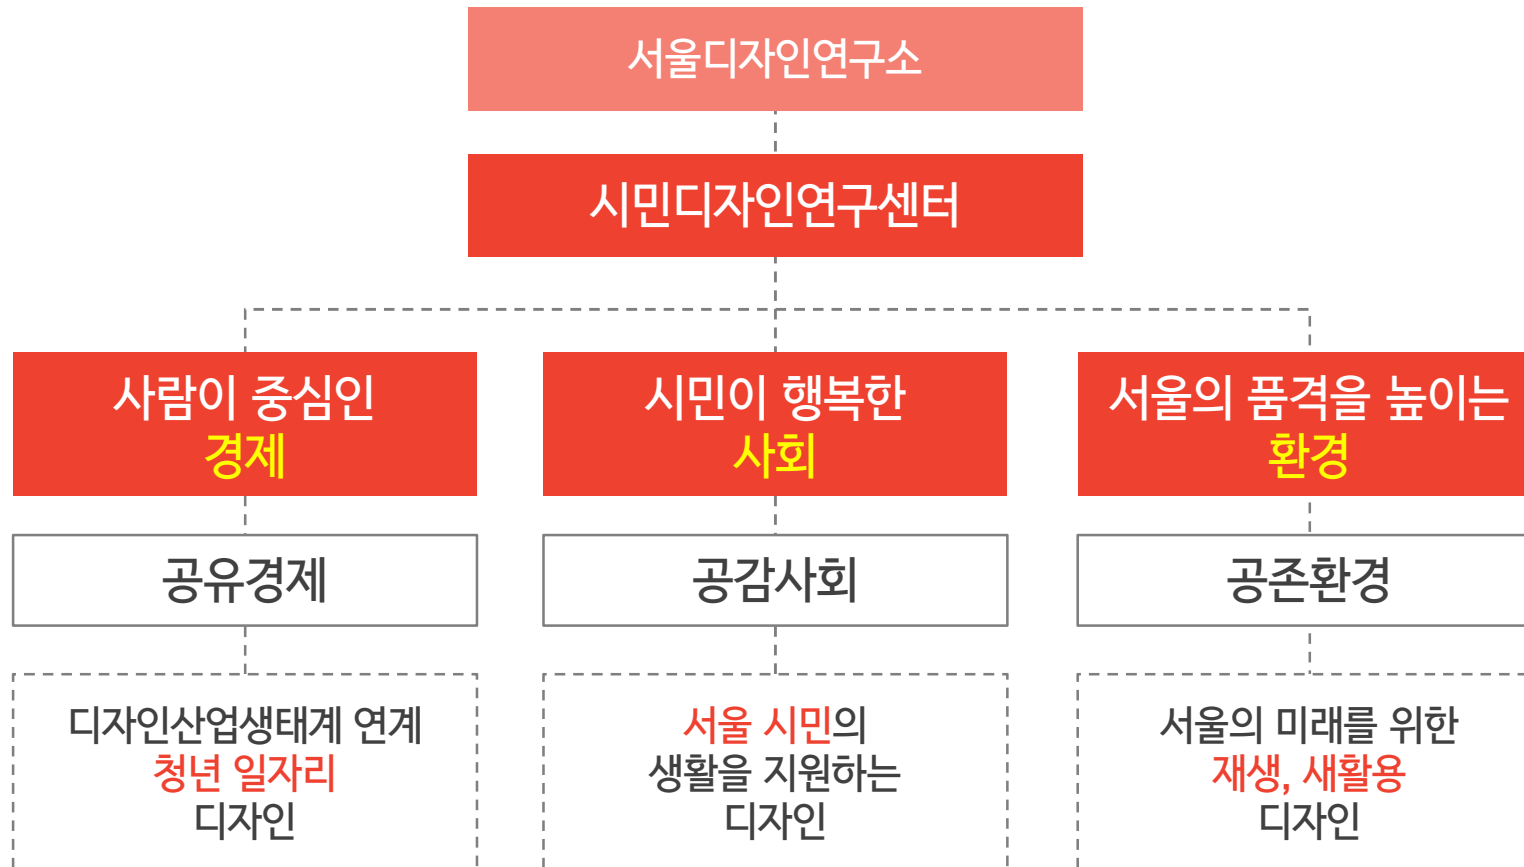 서울디자인연구소
시민디자인연구센터
사람이 중심인
경제
시민이 행복한
사회
서울의 품격을 높이는
환경
공유경제
공감사회
공존환경
디자인산업생태계 연계
청년 일자리
디자인
서울 시민의
생활을 지원하는
디자인
서울의 미래를 위한
재생, 새활용
디자인